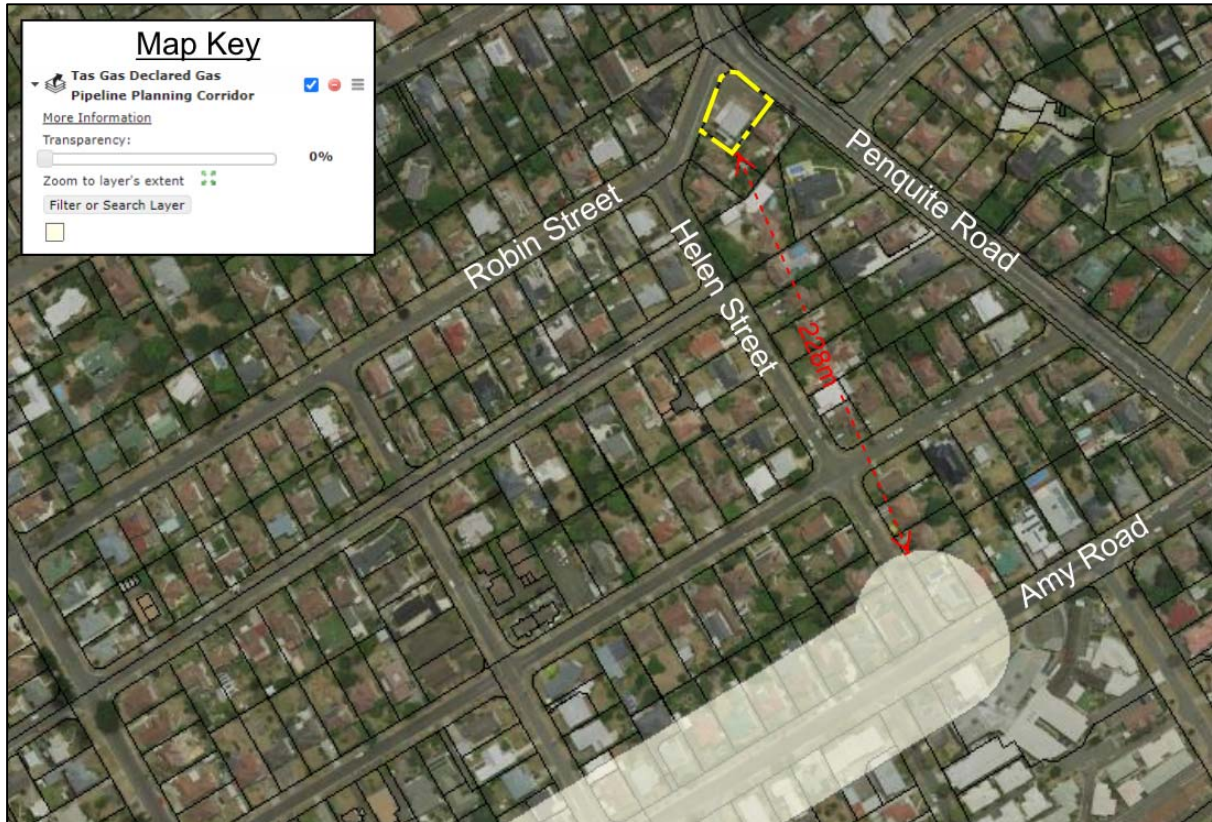 Map Key
Tas Gas Declared Gas
Pipeline Planning Corridor
More Information
Transparency:
0%
Zoom to layer's extent
Filter or Search Layer
Robin Street
Helen Street
Penquite Road
228m
Amy Road